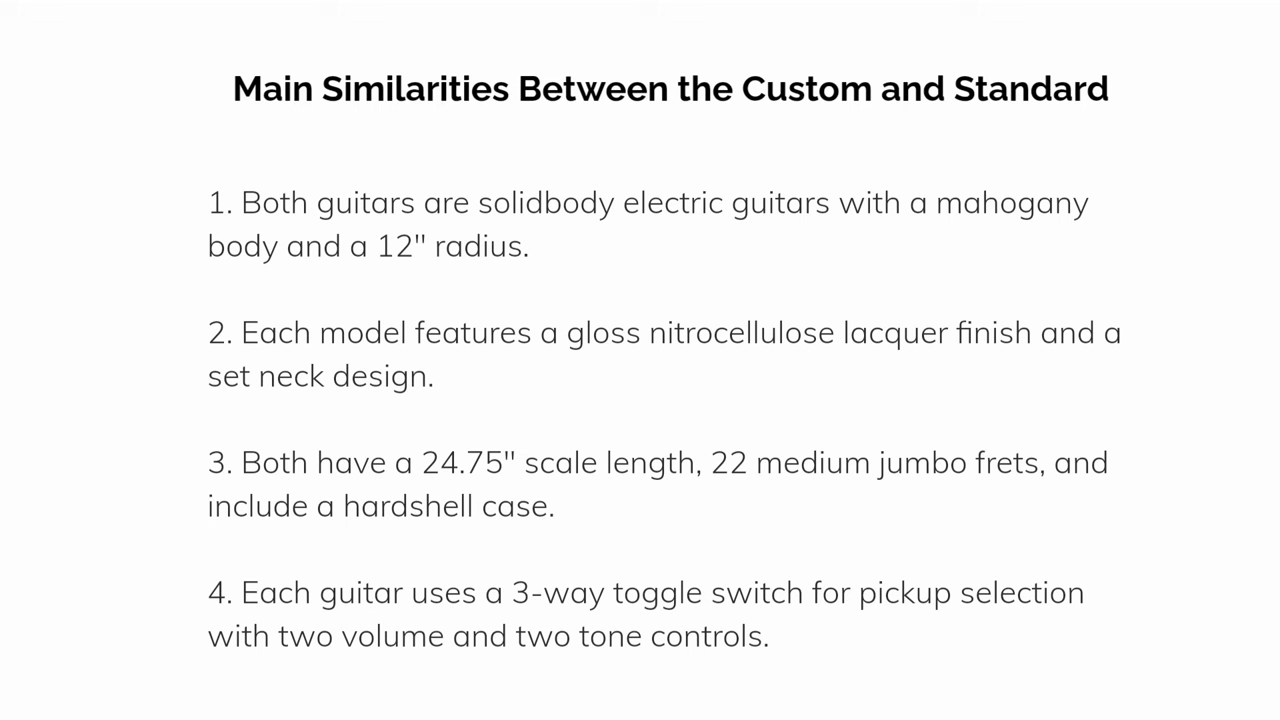 Main Similarities Between the Custom and Standard
1. Both guitars are solidbody electric guitars with a mahogany
body and a 12" radius.
2. Each model features a gloss nitrocellulose lacquer finish and a
set neck design.
3. Both have a 24.75" scale length, 22 medium jumbo frets, and
include a hardshell case.
4. Each guitar uses a 3-way toggle switch for pickup selection
with two volume and two tone controls.